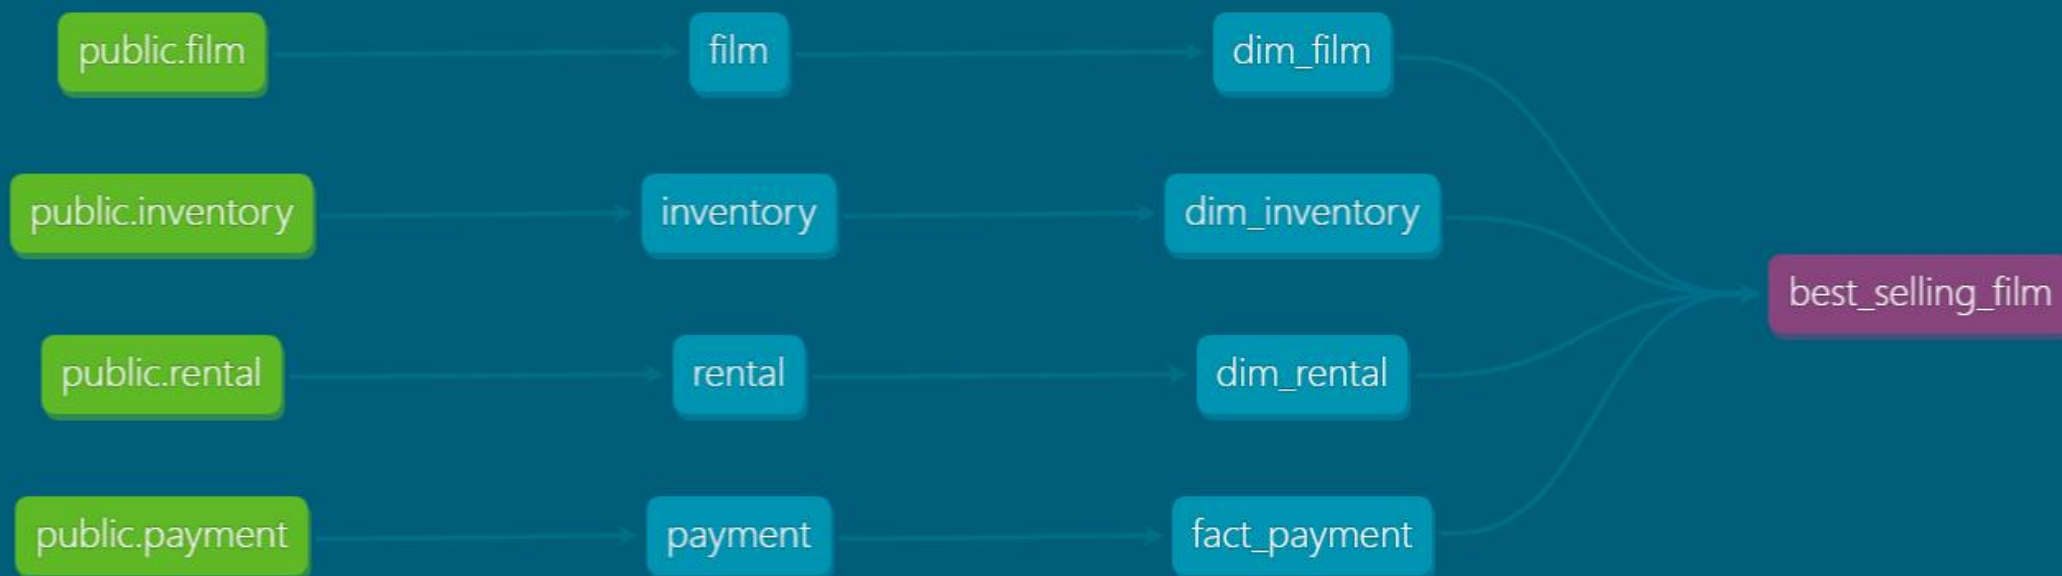 public.film
film
dim_film
public.inventory
inventory
dim_inventory
best_selling_film
public.rental
rental
dim_rental
public.payment
payment
fact_payment